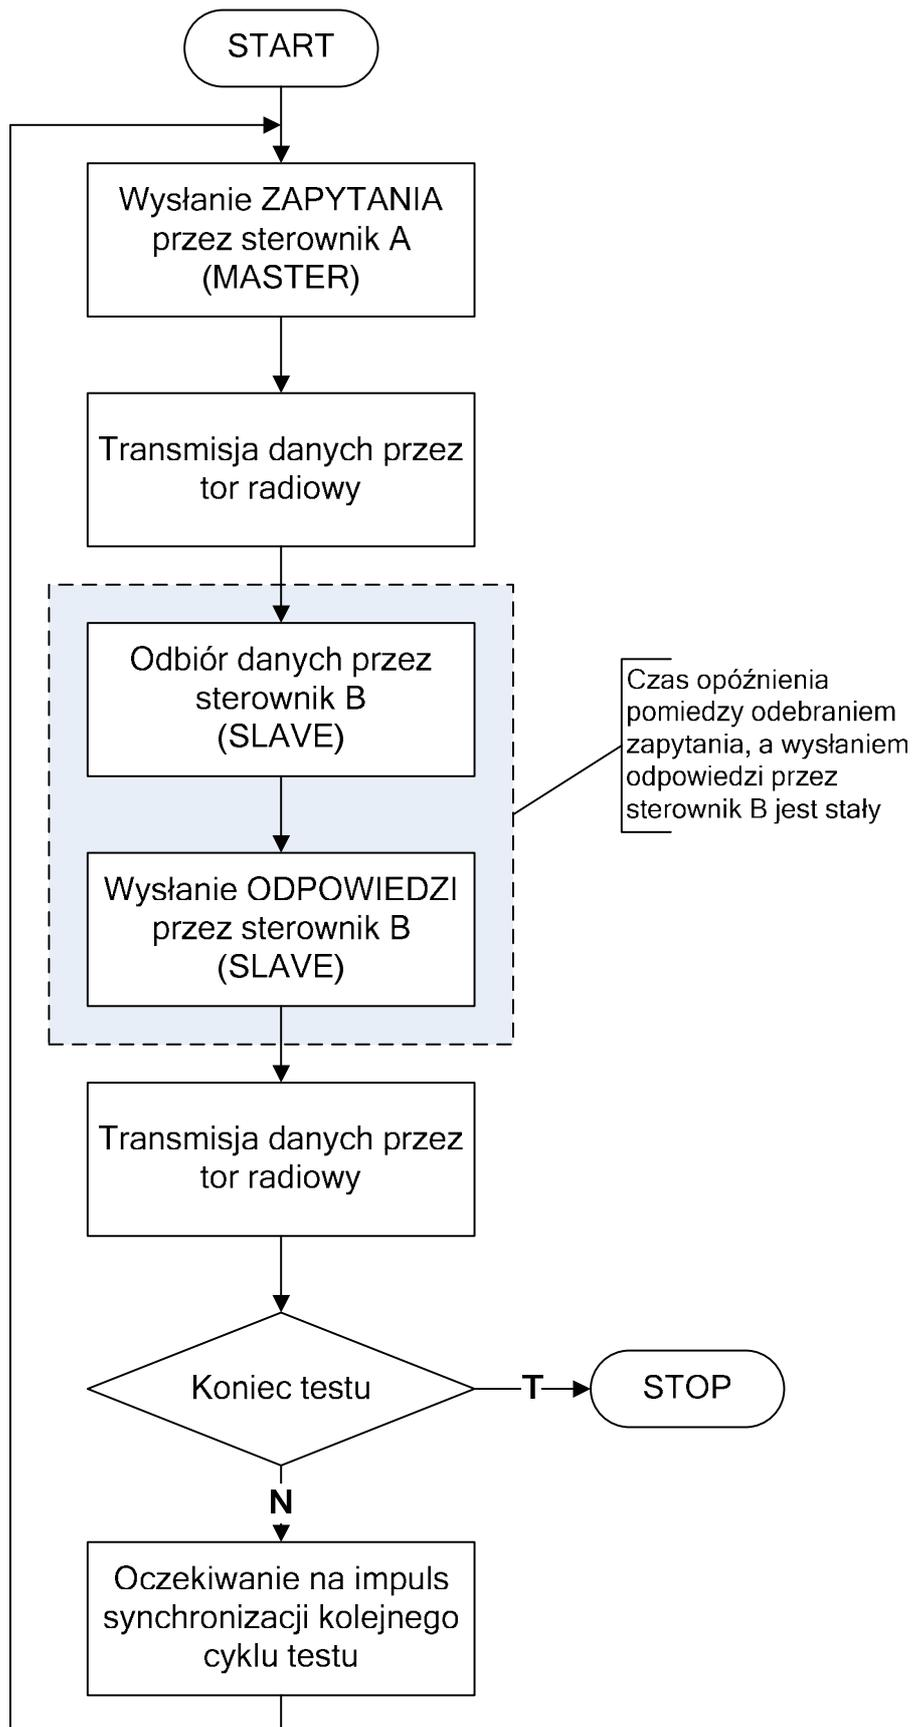 START
Wysłanie ZAPYTANIA
przez sterownik A
(MASTER)
Transmisja danych przez
tor radiowy
Odbiór danych przez
sterownik B
(SLAVE)
Czas opóźnienia
pomiedzy odebraniem
zapytania, a wysłaniem
odpowiedzi przez
sterownik B jest stały
Wysłanie ODPOWIEDZI
przez sterownik B
(SLAVE)
Transmisja danych przez
tor radiowy
Koniec testu
T
STOP
N
Oczekiwanie na impuls
synchronizacji kolejnego
cyklu testu